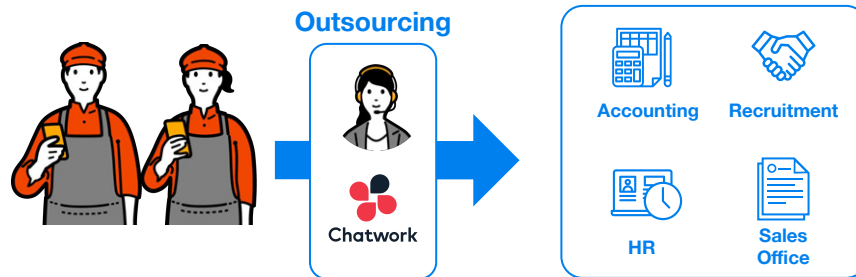 Outsourcing
Chatwork
Accounting
Recruitment
HR
Sales
Office